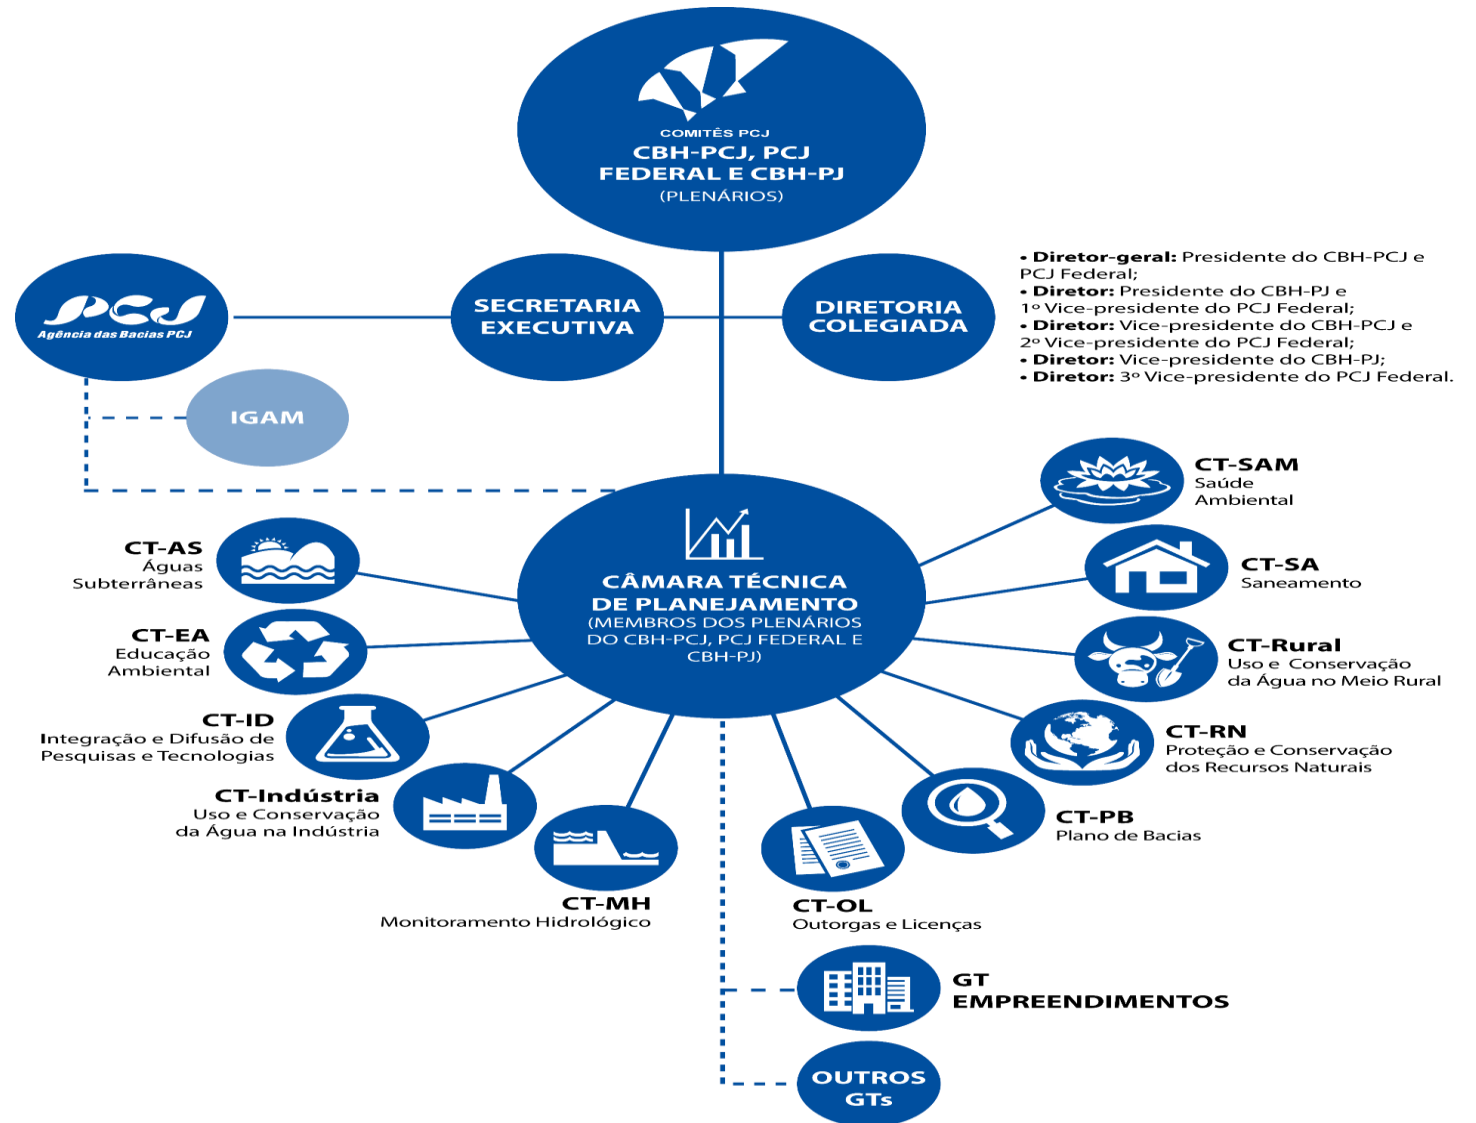 COMITÊS PCJ
CBH-PCJ, PCJ
FEDERAL E CBH-PJ
(PLENÁRIOS)
PCJ
Agência das Bacias PCJ
SECRETARIA
EXECUTIVA
DIRETORIA
COLEGIADA
• Diretor-geral: Presidente do CBH-PCJ e
PCJ Federal;
• Diretor: Presidente do CBH-PJ e
1º Vice-presidente do PCJ Federal;
• Diretor: Vice-presidente do CBH-PCJ e
2º Vice-presidente do PCJ Federal;
• Diretor: Vice-presidente do CBH-PJ;
• Diretor: 3º Vice-presidente do PCJ Federal.
IGAM
CÂMARA TÉCNICA
DE PLANEJAMENTO
(MEMBROS DOS PLENÁRIOS
DO CBH-PCJ, PCJ FEDERAL E
CBH-PJ)
CT-AS
Águas
Subterrâneas
CT-EA
Educação
Ambiental
CT-ID
Integração e Difusão de
Pesquisas e Tecnologias
CT-Indústria
Uso e Conservação
da Água na Indústria
CT-MH
Monitoramento Hidrológico
CT-SAM
Saúde
Ambiental
CT-SA
Saneamento
CT-Rural
Uso e Conservação
da Água no Meio Rural
CT-RN
Proteção e Conservação
dos Recursos Naturais
CT-PB
Plano de Bacias
CT-OL
Outorgas e Licenças
GT
EMPREENDIMENTOS
OUTROS
GTs